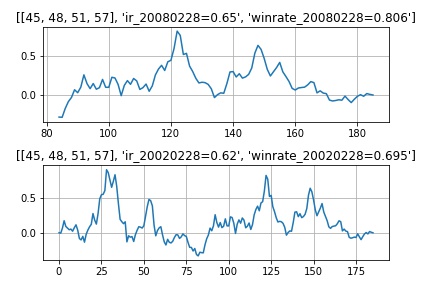 [[45, 48, 51, 57], 'ir_20080228=0.65', 'winrate_20080228=0.806']
0.5
0.0
80 100 120 140 160 180
[[45, 48, 51, 57], 'ir_20020228=0.62', 'winrate_20020228=0.695']
0.5
0.0
0 25 50 75 100 125 150 175